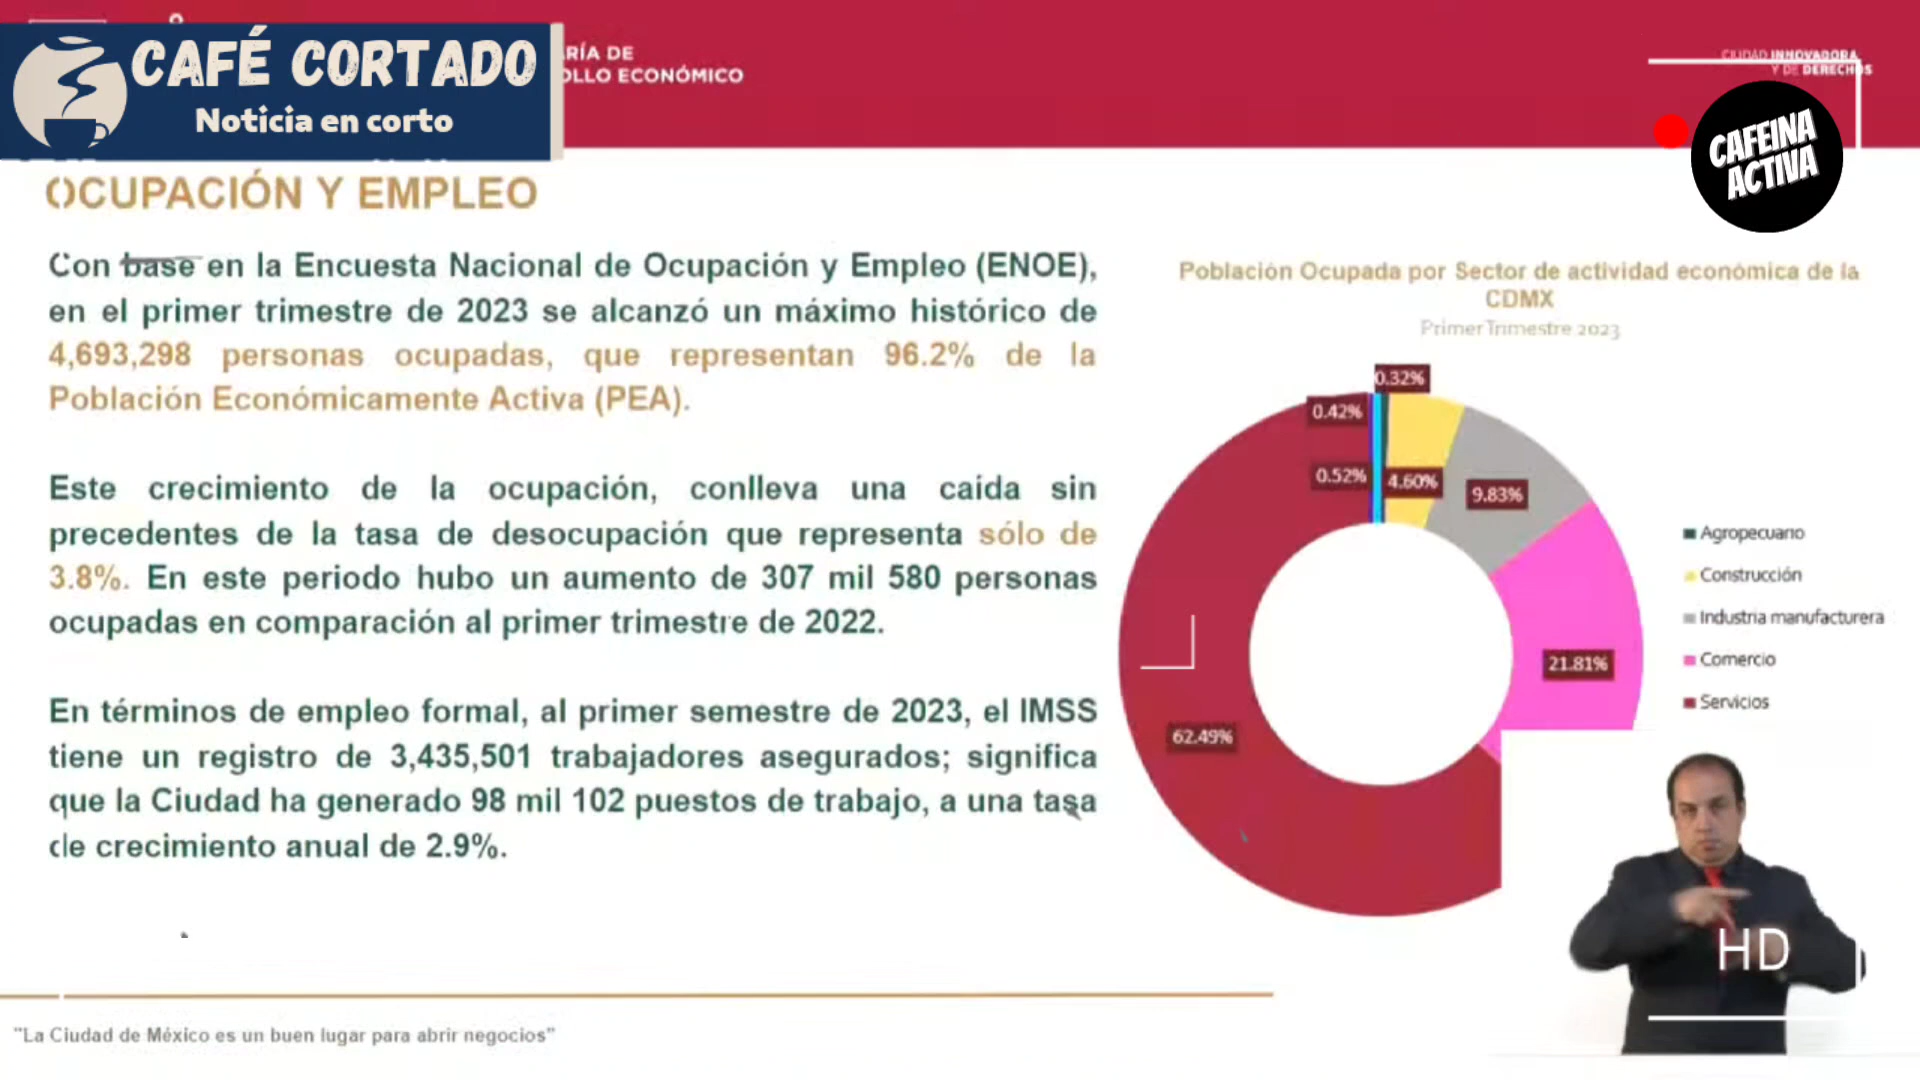 CAFÉ CORTADO
Noticia en corto
RÍA DE
OLLO ECONÓMICO
CIUDAD INNOVADORA
Y DE DERECHOS
CAFEINA
ACTIVA
OCUPACIÓN Y EMPLEO
Con base en la Encuesta Nacional de Ocupación y Empleo (ENOE),
en el primer trimestre de 2023 se alcanzó un máximo histórico de
4,693,298 personas ocupadas, que representan 96.2% de la
Población Económicamente Activa (PEA).
Este crecimiento de la ocupación, conlleva una caida sin
precedentes de la tasa de desocupación que representa sólo de
3.8%. En este periodo hubo un aumento de 307 mil 580 personas
ocupadas en comparación al primer trimestre de 2022.
En términos de empleo formal, al primer semestre de 2023, el IMSS
tiene un registro de 3,435,501 trabajadores asegurados; significa
que la Ciudad ha generado 98 mil 102 puestos de trabajo, a una tasa
de crecimiento anual de 2.9%.
Población Ocupada por Sector de actividad económica de la
CDMX
Primer Trimestre 2023
0.32%
0.42%
0.52%
4.60%
9.83%
21.81%
62.49%
Agropecuario
Construcción
Industria manufacturera
Comercio
Servicios
HD
"La Ciudad de México es un buen lugar para abrir negocios"